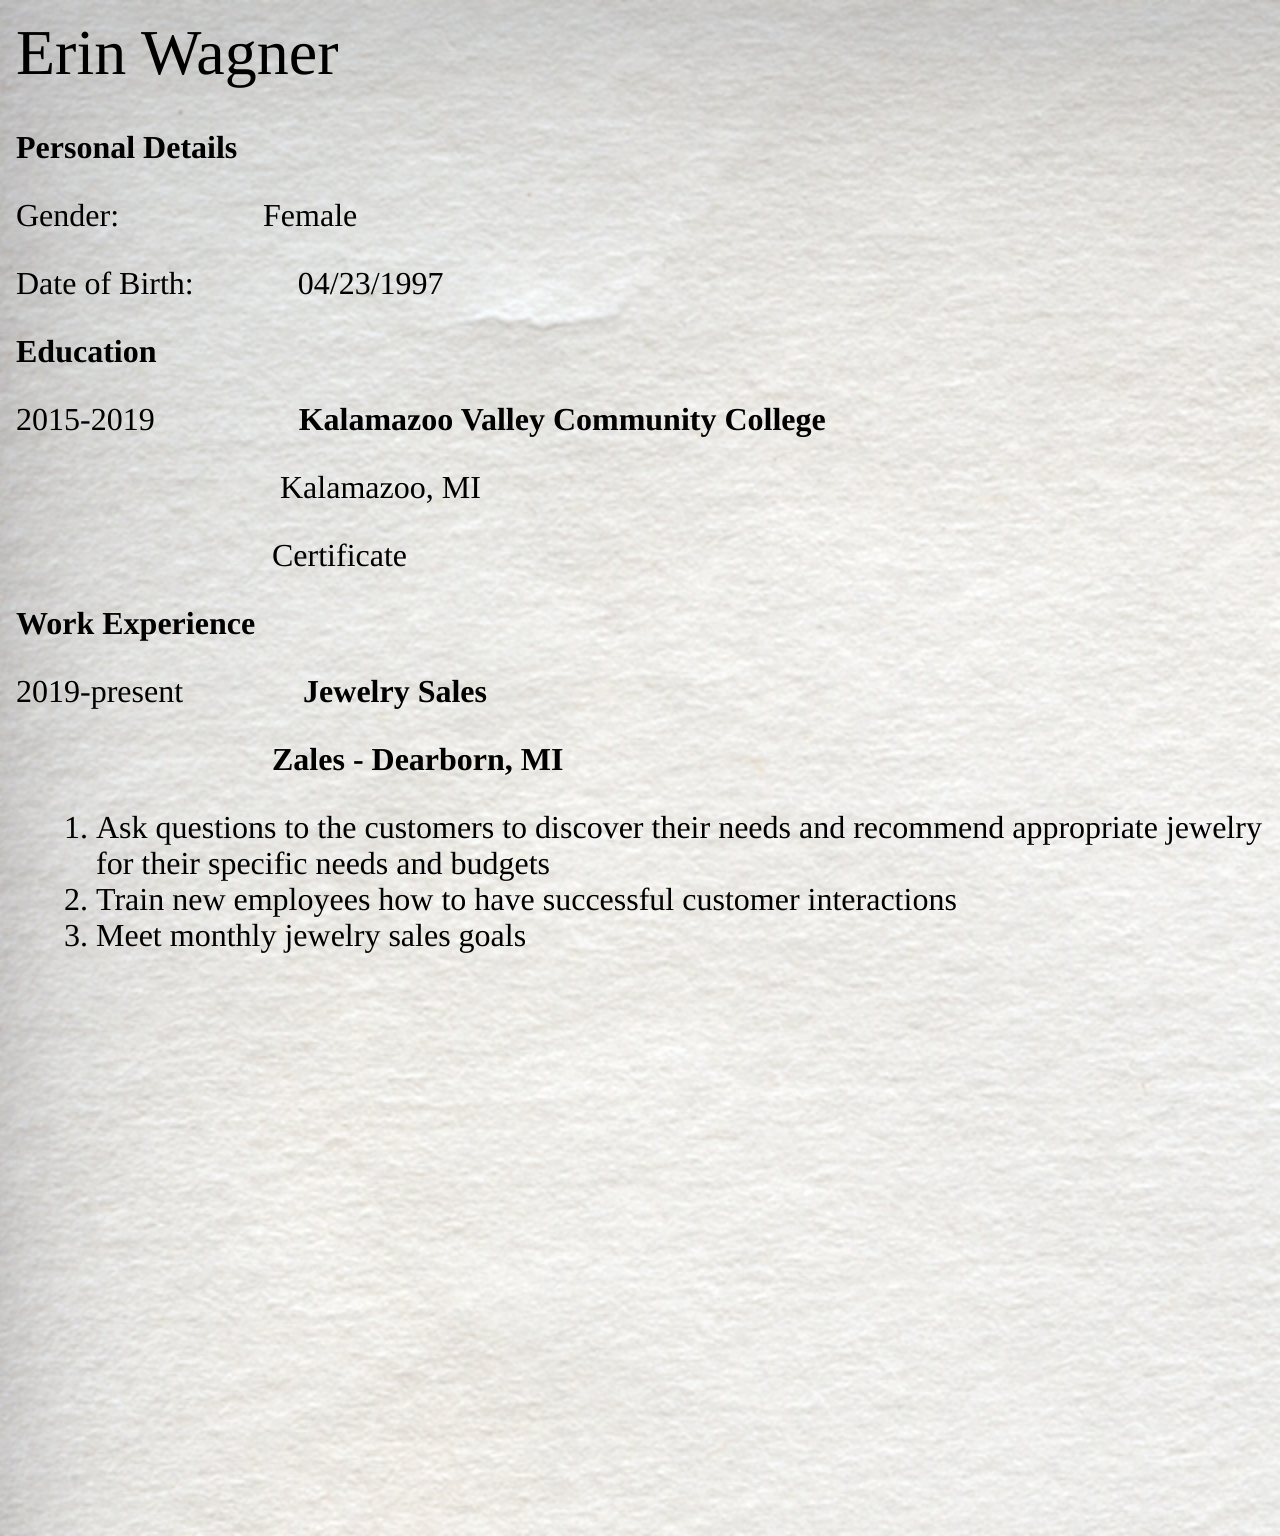 Erin Wagner
Personal Details
Gender: Female
Date of Birth: 04/23/1997
Education
2015-2019 Kalamazoo Valley Community College
Kalamazoo, MI
Certificate
Work Experience
2019-present Jewelry Sales
Zales - Dearborn, MI
1. Ask questions to the customers to discover their needs and recommend appropriate jewelry
for their specific needs and budgets
2. Train new employees how to have successful customer interactions
3. Meet monthly jewelry sales goals